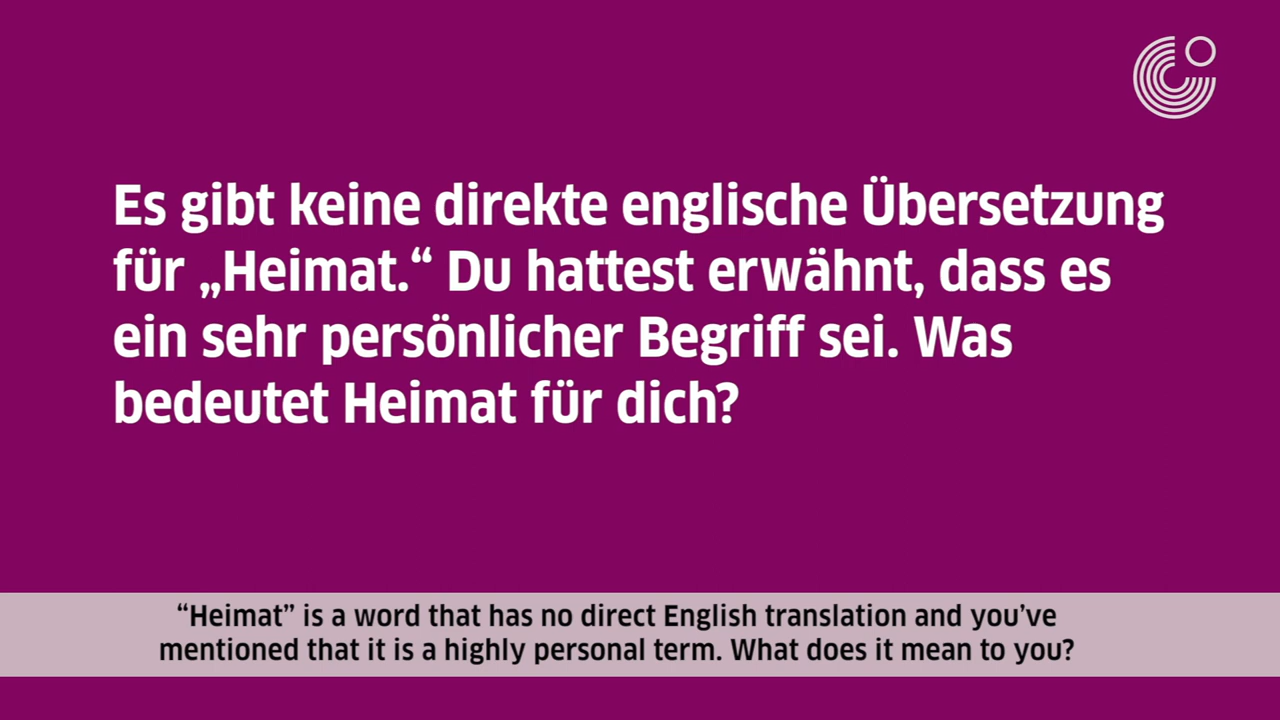 Es gibt keine direkte englische Übersetzung
für „Heimat.“ Du hattest erwähnt, dass es
ein sehr persönlicher Begriff sei. Was
bedeutet Heimat für dich?
“Heimat” is a word that has no direct English translation and you’ve
mentioned that it is a highly personal term. What does it mean to you?